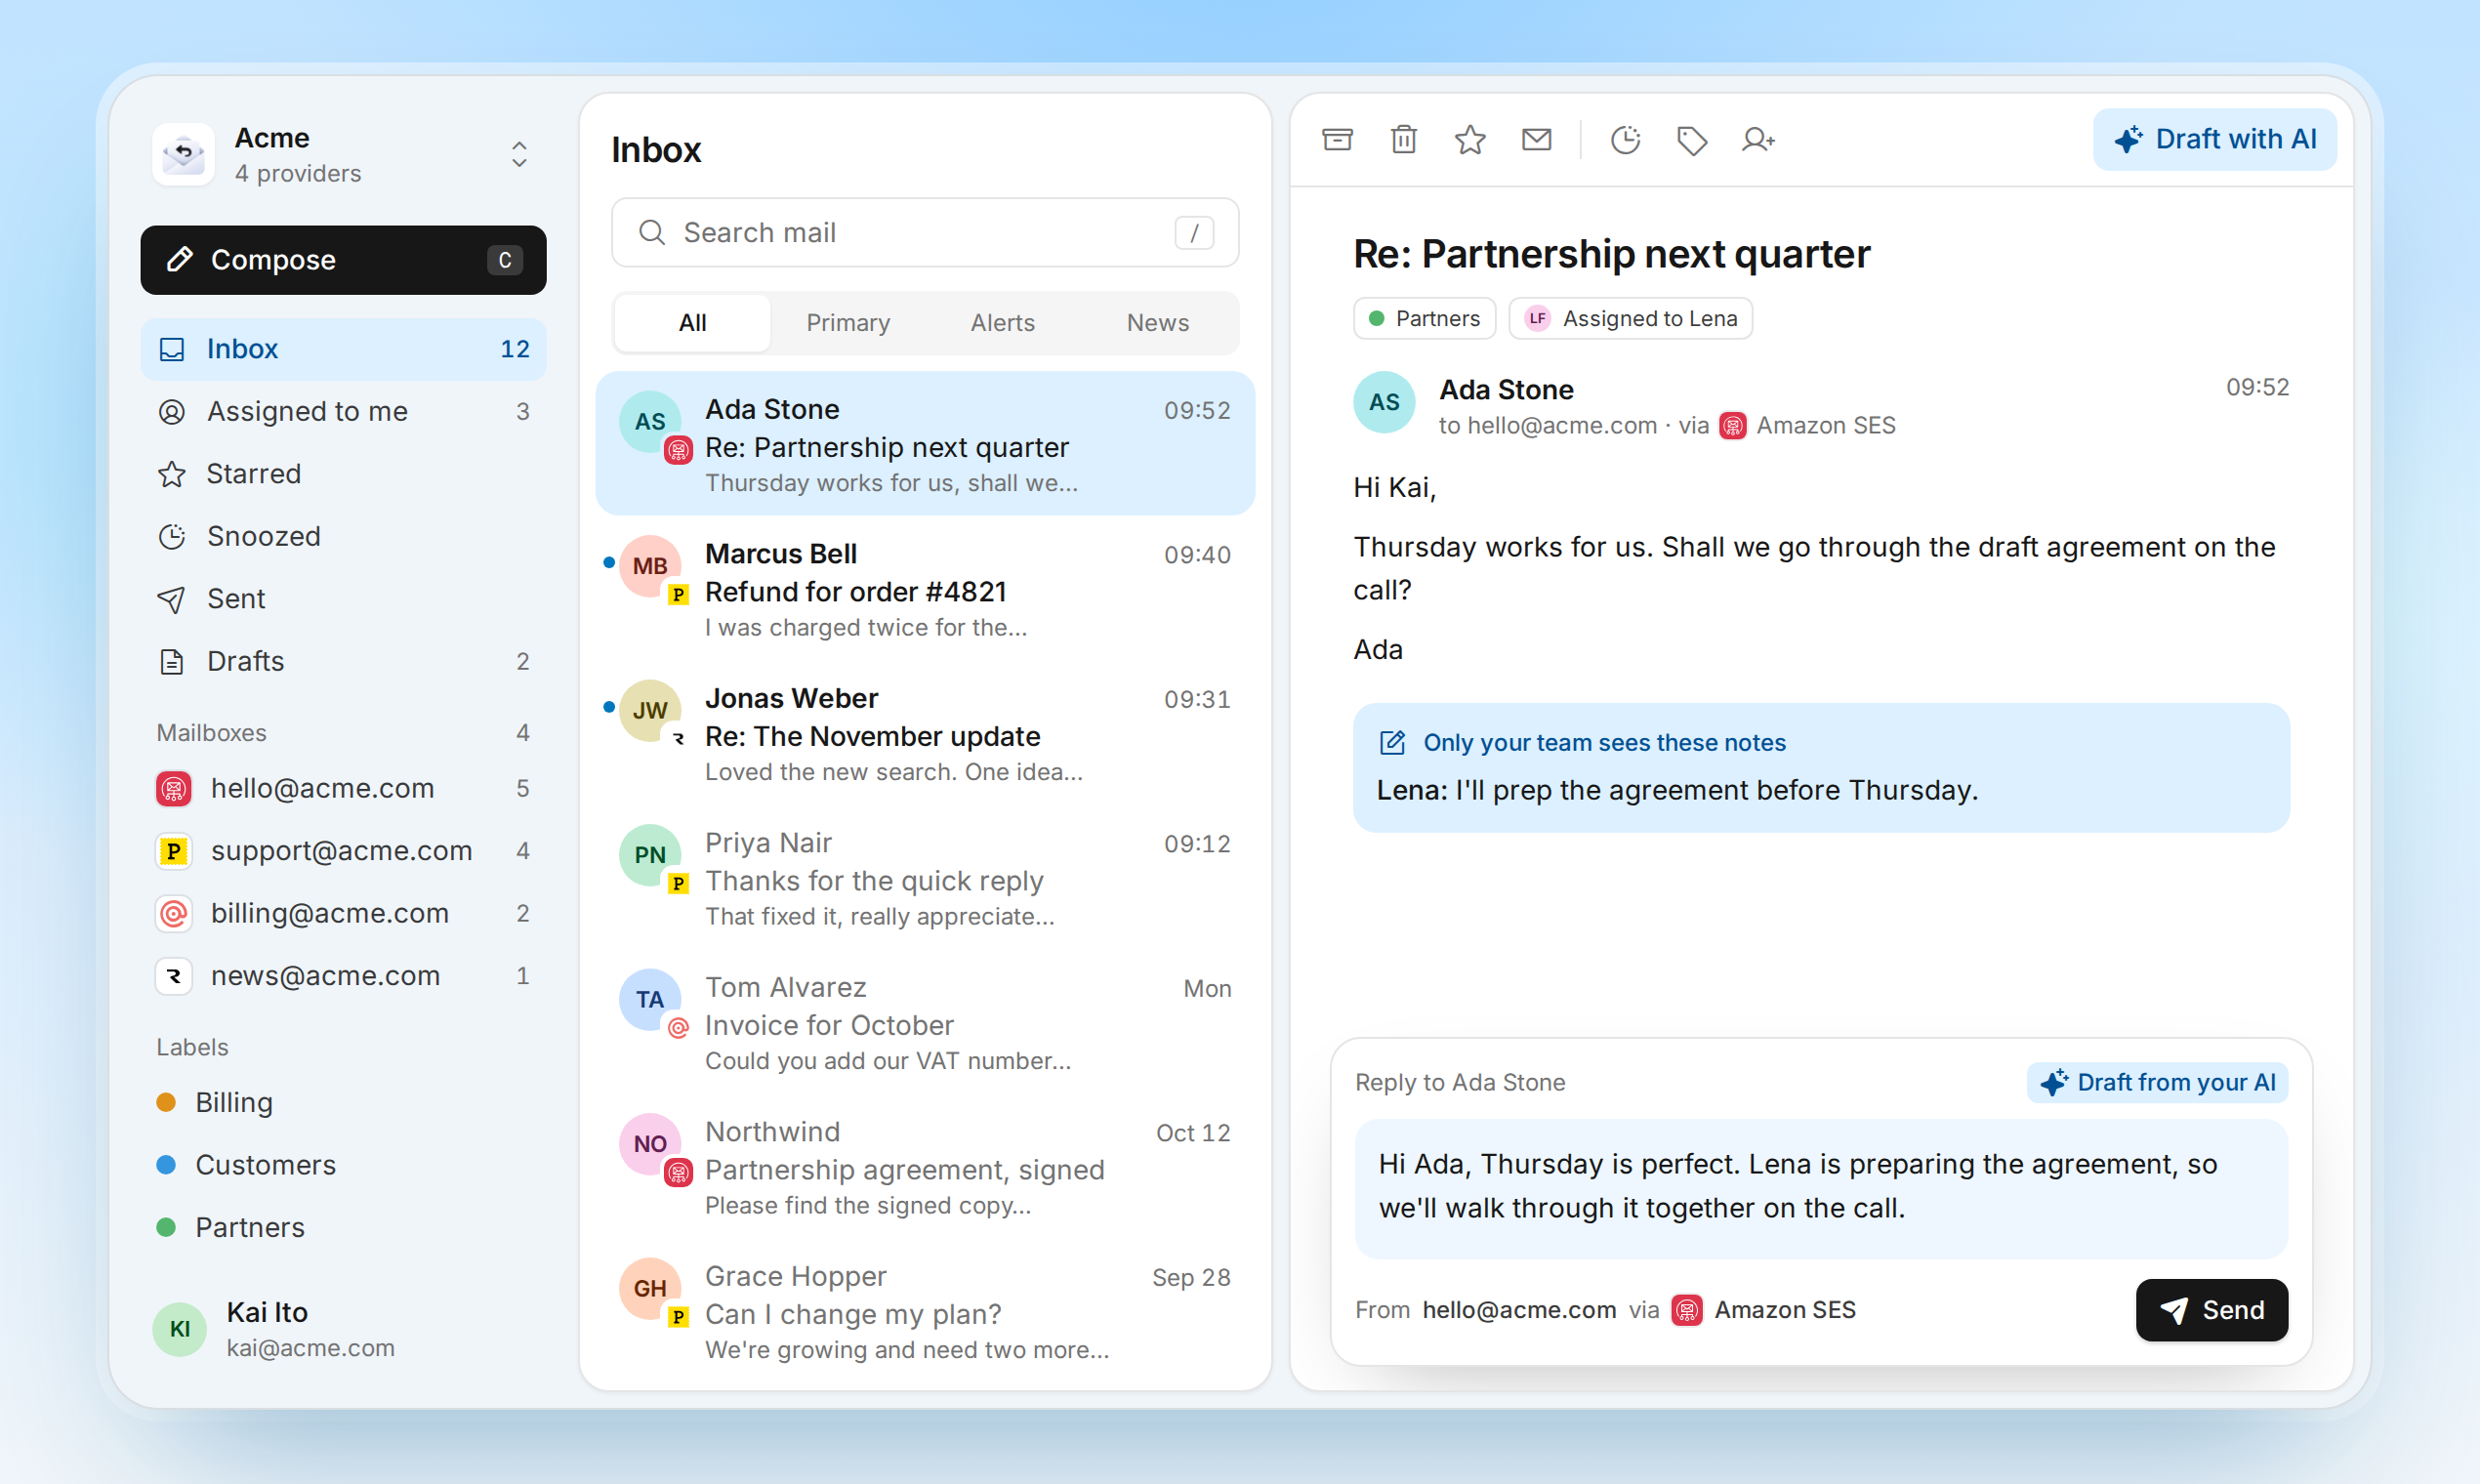 Acme
4 providers
Compose
C
Inbox
12
Assigned to me
3
Starred
Snoozed
Sent
Drafts
2
Mailboxes
4
hello@acme.com
5
P
support@acme.com
4
billing@acme.com
2
news@acme.com
1
Labels
Billing
Customers
Partners
KI
Kai Ito
kai@acme.com
Inbox
Search mail
/
All
Primary
Alerts
News
AS
Ada Stone
09:52
Re: Partnership next quarter
Thursday works for us, shall we...
MB
Marcus Bell
09:40
P
Refund for order #4821
I was charged twice for the...
JW
Jonas Weber
09:31
Re: The November update
Loved the new search. One idea...
PN
Priya Nair
09:12
P
Thanks for the quick reply
That fixed it, really appreciate...
TA
Tom Alvarez
Mon
Invoice for October
Could you add our VAT number...
NO
Northwind
Oct 12
Partnership agreement, signed
Please find the signed copy...
GH
Grace Hopper
Sep 28
P
Can I change my plan?
We're growing and need two more...
Draft with AI
Re: Partnership next quarter
Partners
LF
Assigned to Lena
AS
Ada Stone
09:52
to hello@acme.com · via Amazon SES
Hi Kai,
Thursday works for us. Shall we go through the draft agreement on the
call?
Ada
Only your team sees these notes
Lena: I'll prep the agreement before Thursday.
Reply to Ada Stone
Draft from your AI
Hi Ada, Thursday is perfect. Lena is preparing the agreement, so
we'll walk through it together on the call.
From hello@acme.com via Amazon SES
Send